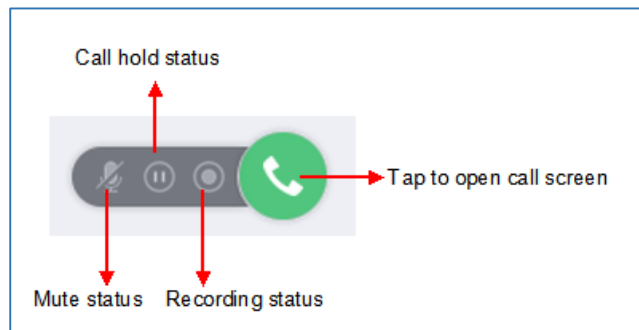 Call hold status
Tap to open call screen
Mute status
Recording status